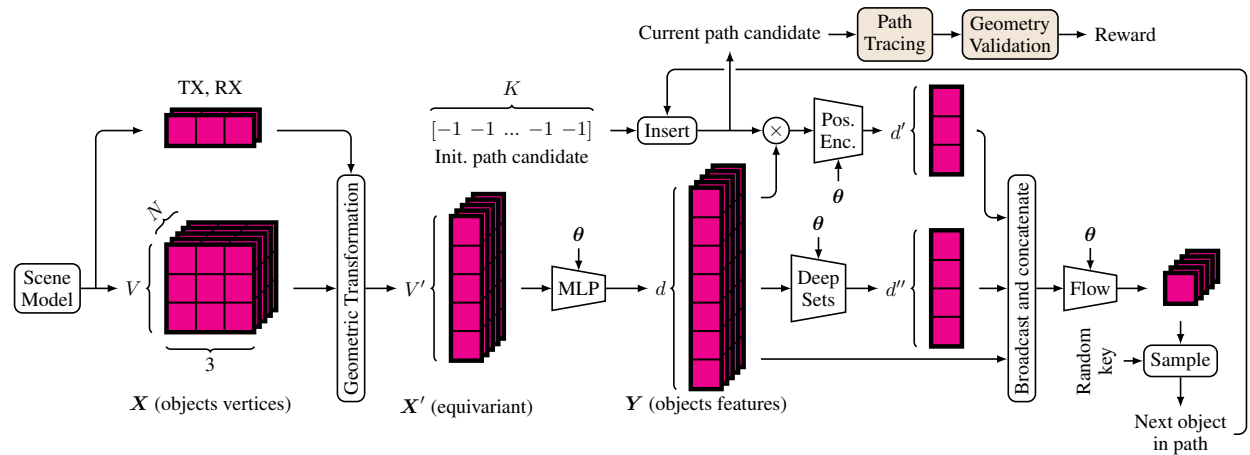 Current path candidate
Path
Tracing
Geometry
Validation
Reward
TX, RX
K
[−1 −1 ... −1 −1]
Init. path candidate
Insert
×
Pos.
Enc.
d′
θ
N
V
3
X (objects vertices)
Scene
Model
Geometric Transformation
V′
X′ (equivariant)
θ
MLP
d
Y (objects features)
θ
Deep
Sets
d′′
Broadcast and concatenate
θ
Flow
Random
key
Sample
Next object
in path